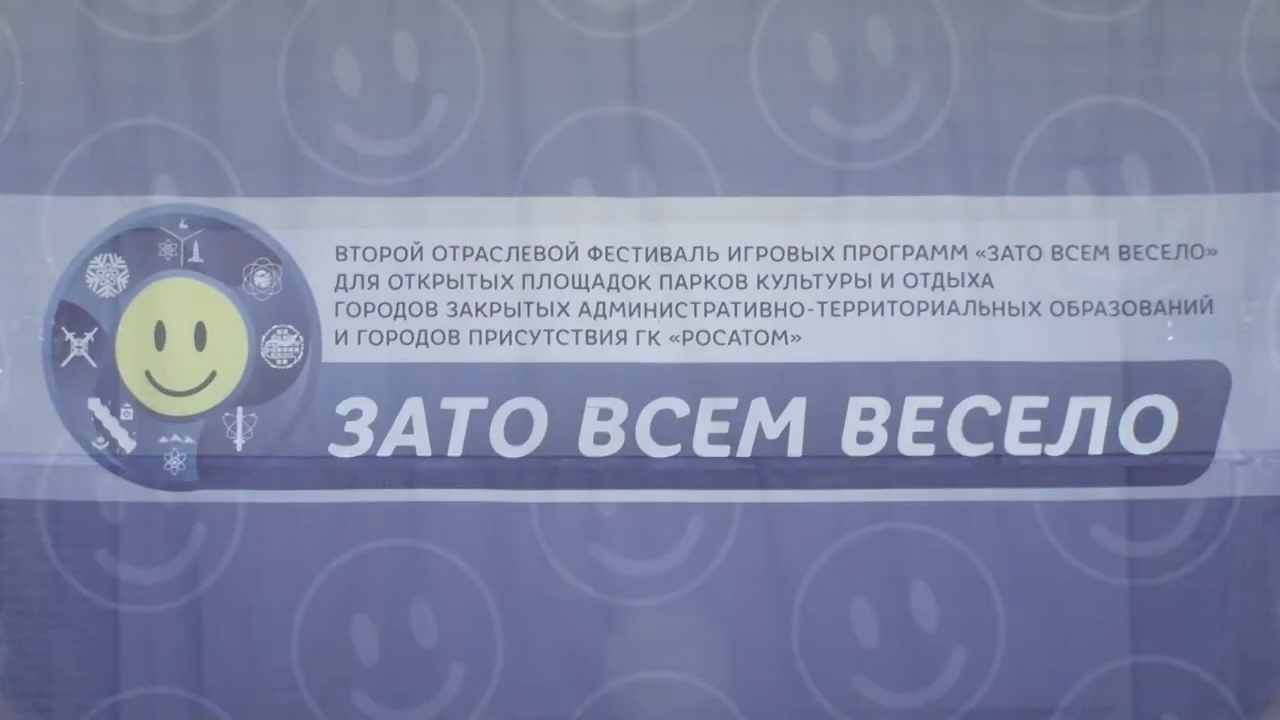 ВТОРОЙ ОТРАСЛЕВОЙ ФЕСТИВАЛЬ ИГРОВЫХ ПРОГРАММ «ЗАТО ВСЕМ ВЕСЕЛО»
ДЛЯ ОТКРЫТЫХ ПЛОЩАДОК ПАРКОВ КУЛЬТУРЫ И ОТДЫХА
ГОРОДОВ ЗАКРЫТЫХ АДМИНИСТРАТИВНО-ТЕРРИТОРИАЛЬНЫХ ОБРАЗОВАНИЙ
И ГОРОДОВ ПРИСУТСТВИЯ ГК «РОСАТОМ»
ЗАТО ВСЕМ ВЕСЕЛО